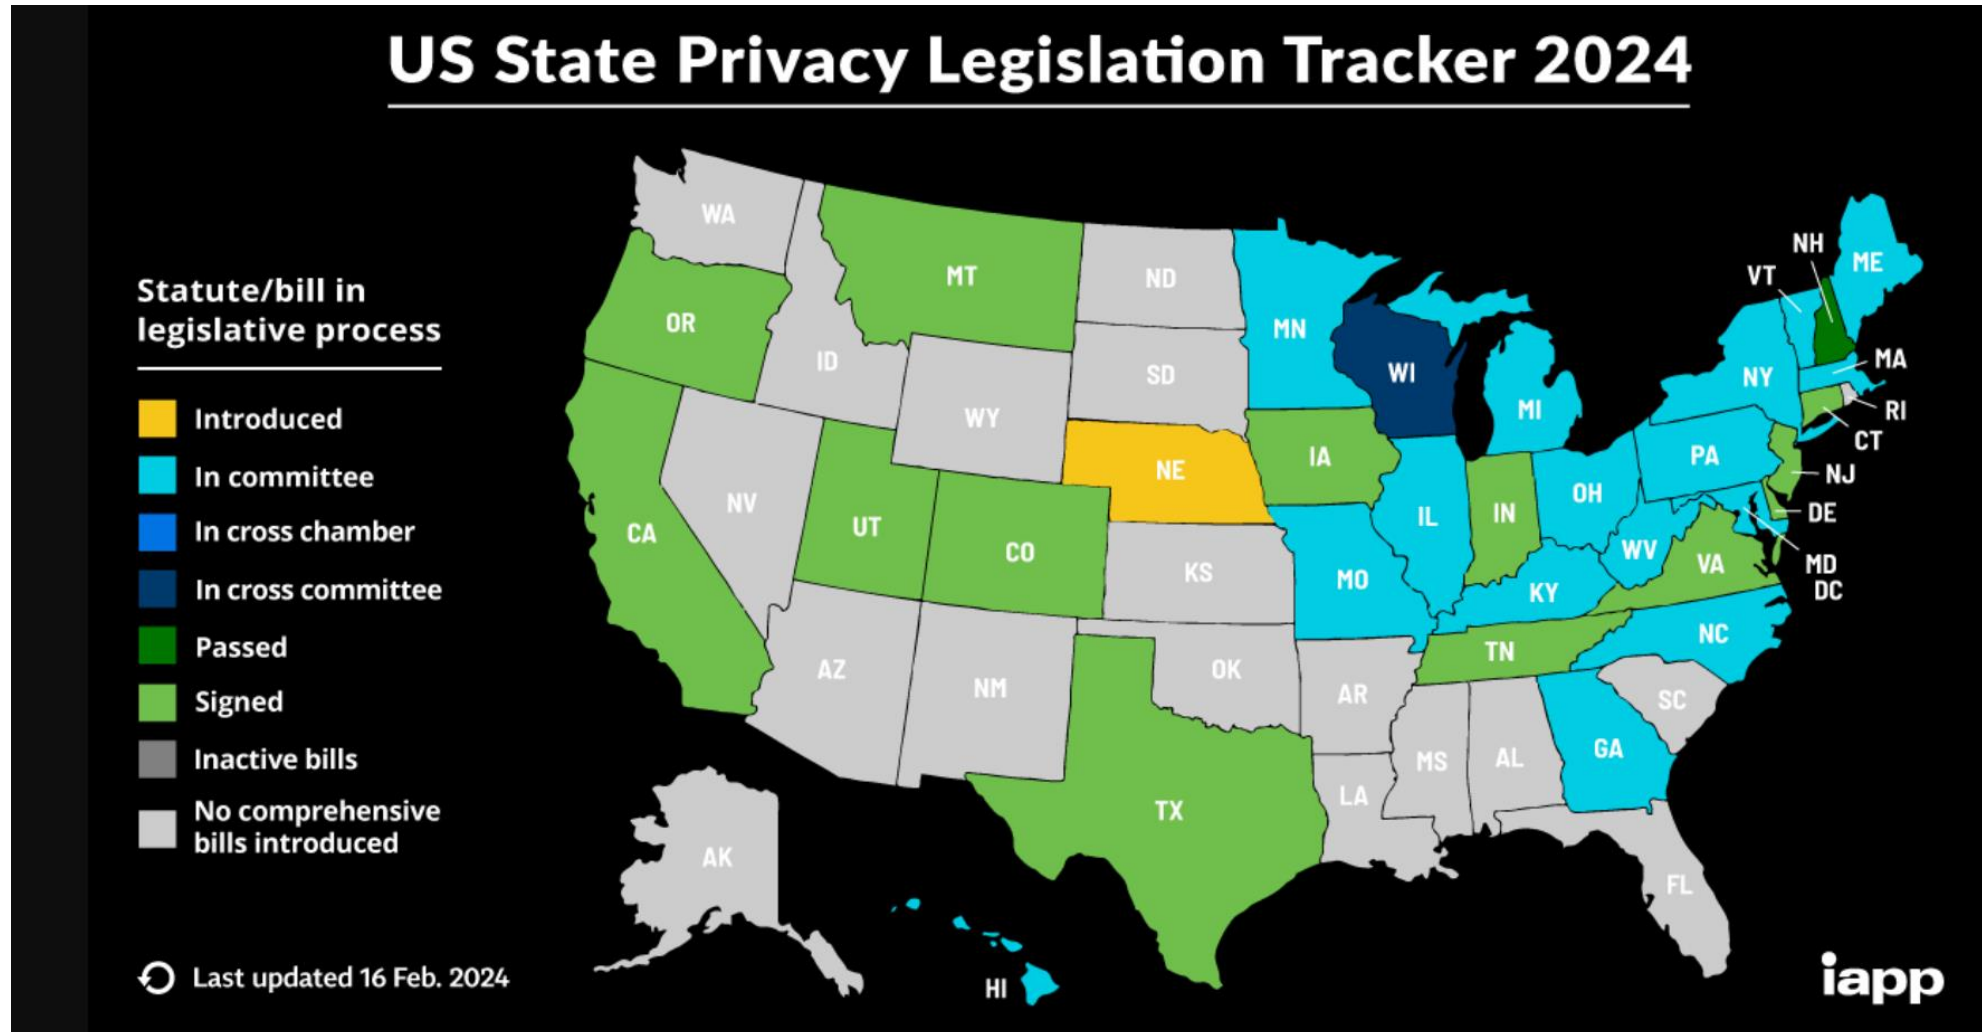 US State Privacy Legislation Tracker 2024
Statute/bill in
legislative process
Introduced
In committee
In cross chamber
In cross committee
Passed
Signed
Inactive bills
No comprehensive
bills introduced
Last updated 16 Feb. 2024
WA
OR
CA
ID
NV
MT
WY
UT
AZ
CO
NM
ND
SD
NE
KS
OK
TX
MN
IA
MO
AR
LA
WI
IL
MI
IN
OH
KY
TN
MS
AL
GA
FL
SC
NC
VA
WV
PA
NY
VT
NH
ME
MA
RI
CT
NJ
DE
MD
DC
AK
HI
iapp